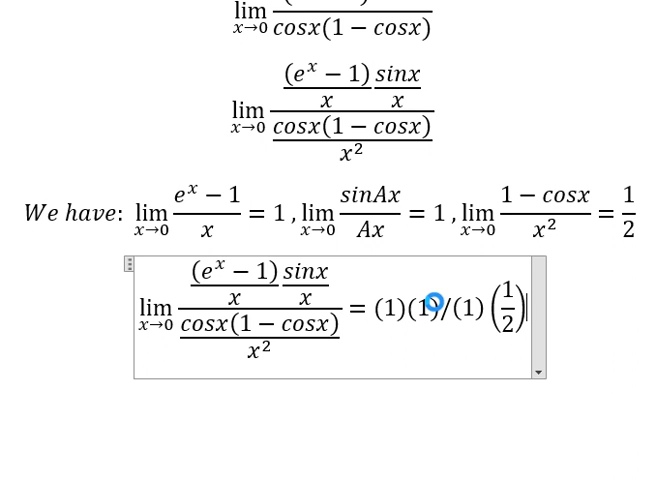 lim x→0 cosx(1 − cosx)
lim x→0 ((e^x − 1)/x sinx/x)/(cosx(1 − cosx)/x^2)
We have: lim x→0 (e^x − 1)/x = 1 , lim x→0 sinAx/Ax = 1 , lim x→0 (1 − cosx)/x^2 = 1/2
lim x→0 ((e^x − 1)/x sinx/x)/(cosx(1 − cosx)/x^2) = (1)(1)/(1)(1/2)